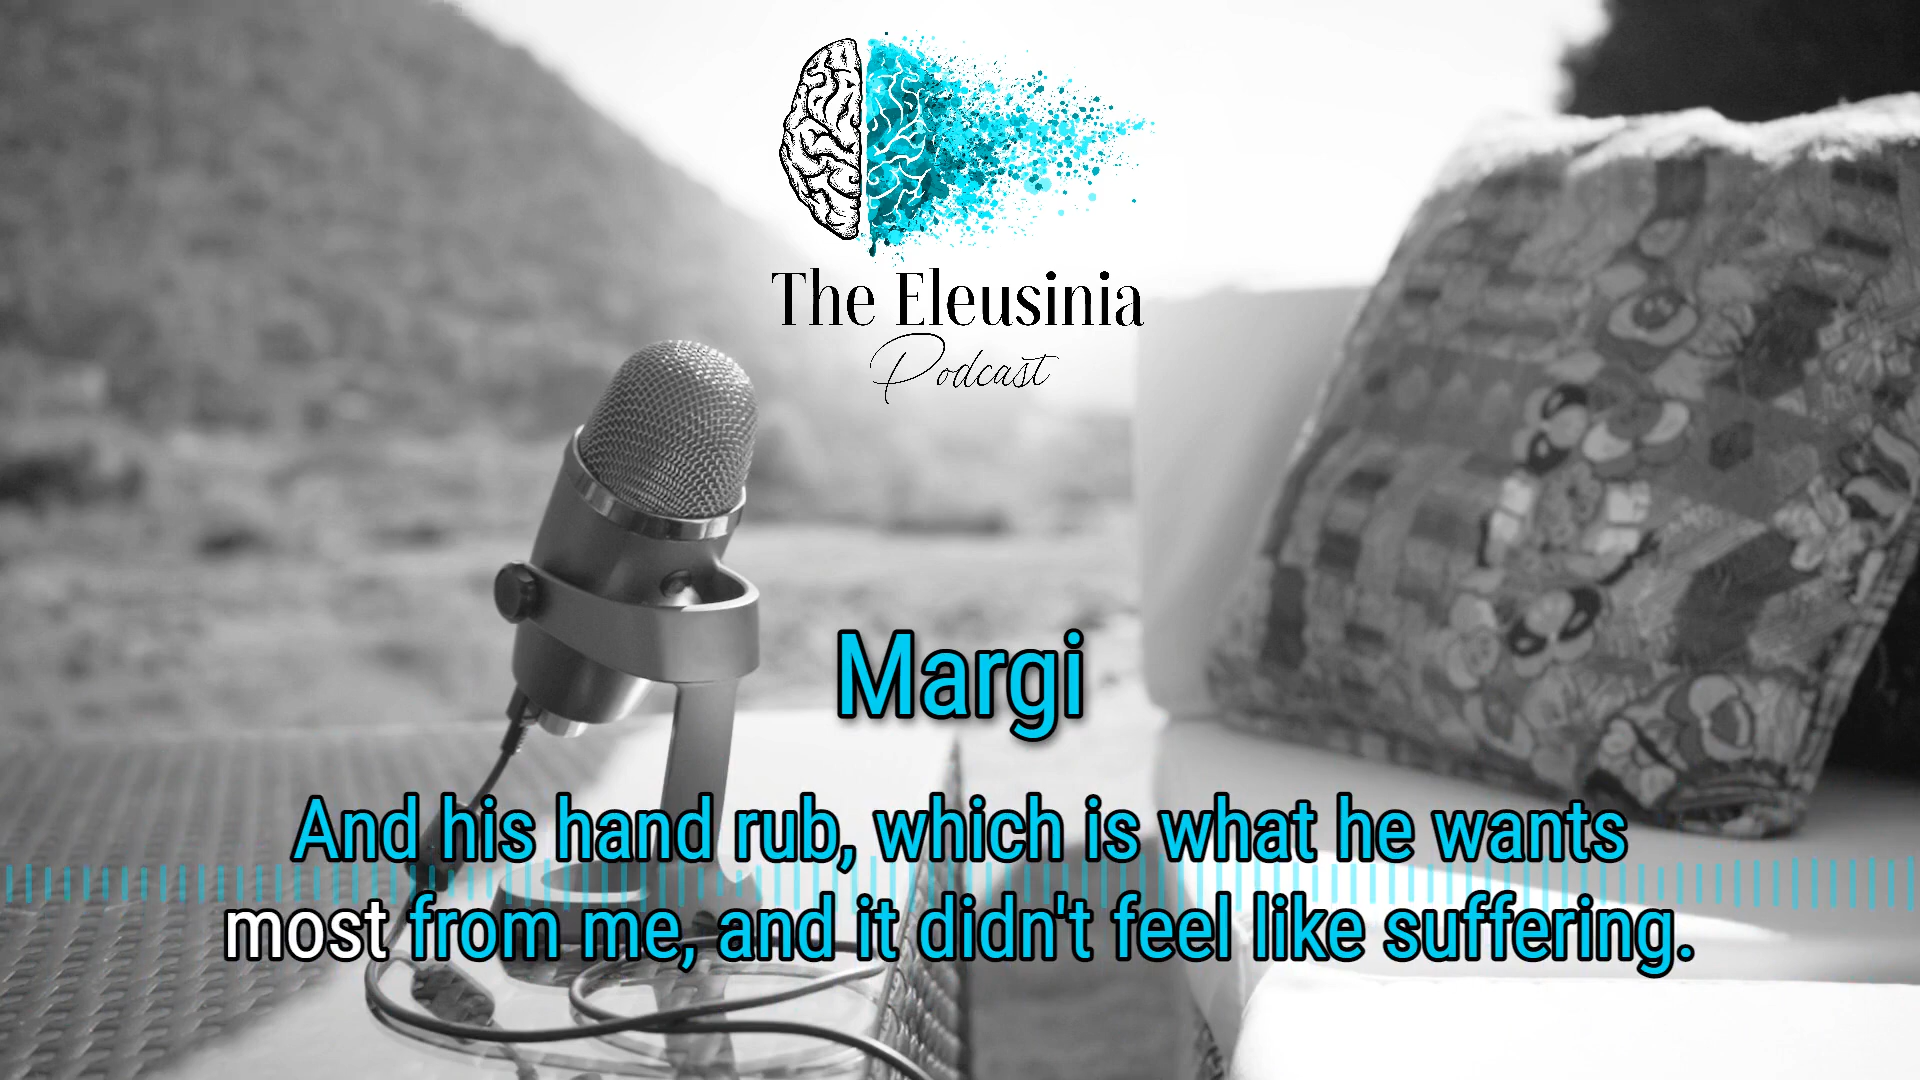 The Eleusinia
Podcast
Margi
And his hand rub, which is what he wants
most from me, and it didn't feel like suffering.